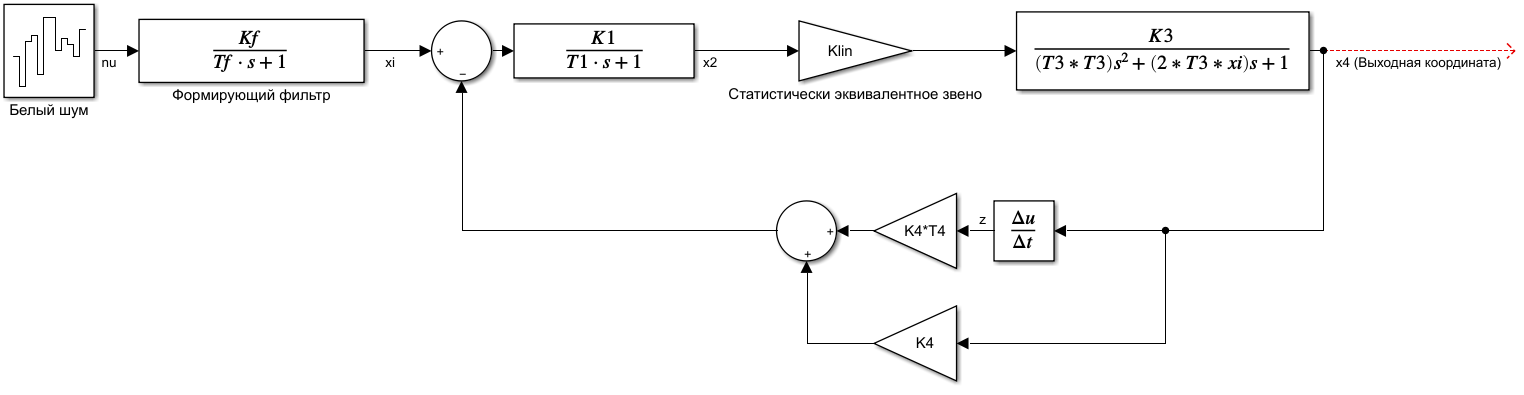 Белый шум
nu
Kf
Tf · s + 1
Формирующий фильтр
xi
+
−
K1
T1 · s + 1
x2
Klin
Статистически эквивалентное звено
K3
(T3 ∗ T3)s² + (2 ∗ T3 ∗ xi)s + 1
x4 (Выходная координата)
+
+
K4*T4
z
Δu
Δt
K4